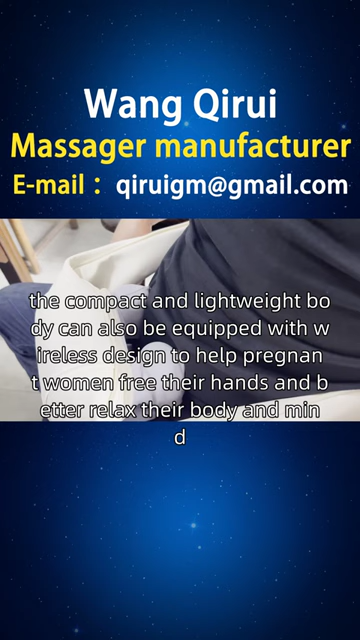 Wang Qirui
Massager manufacturer
E-mail： qiruigm@gmail.com
the compact and lightweight bo
dy can also be equipped with w
ireless design to help pregnan
t women free their hands and b
etter relax their body and min
d